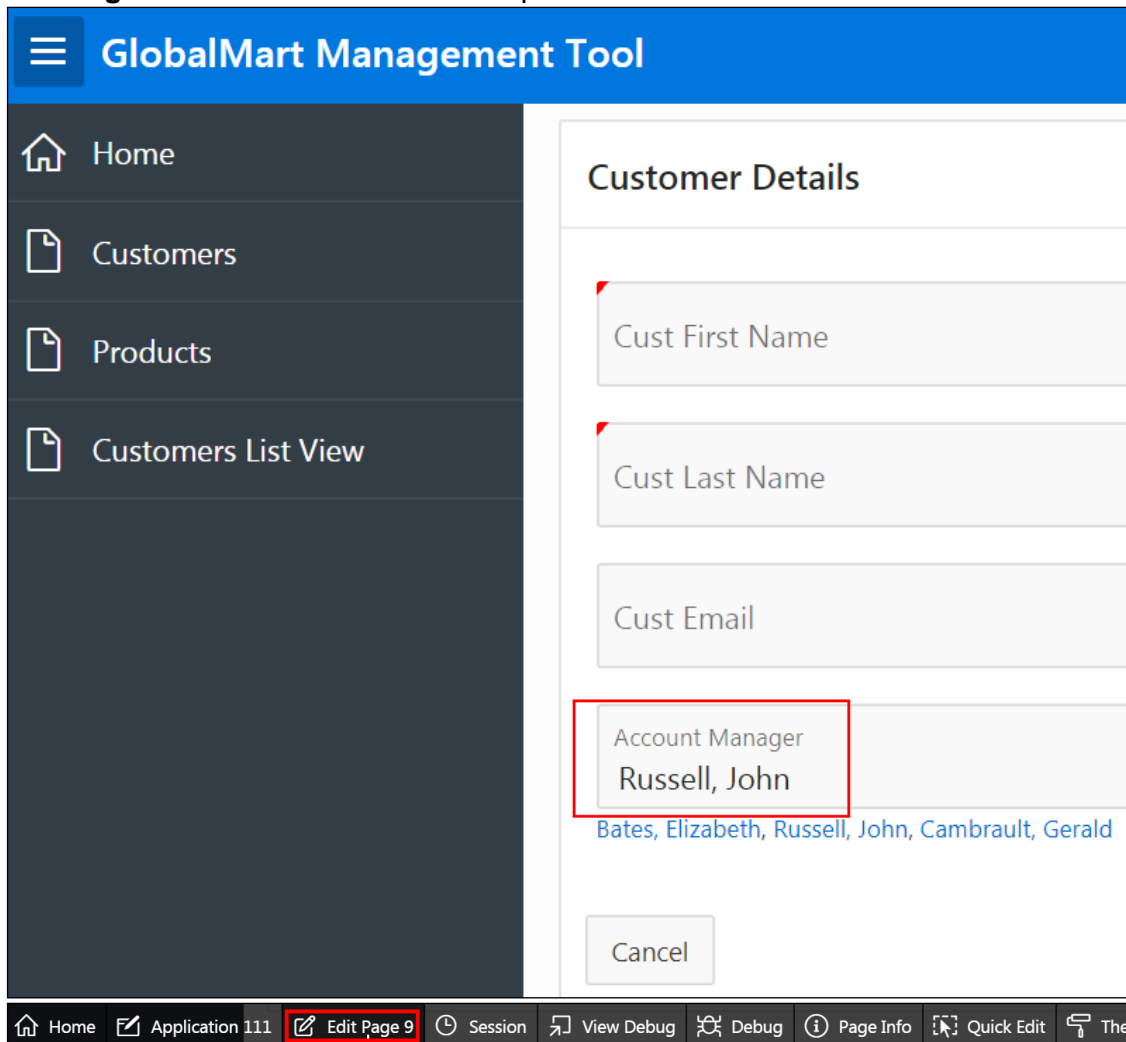 GlobalMart Management Tool
Home
Customers
Products
Customers List View
Customer Details
Cust First Name
Cust Last Name
Cust Email
Account Manager
Russell, John
Bates, Elizabeth, Russell, John, Cambrault, Gerald
Cancel
Home Application 111 Edit Page 9 Session View Debug Debug Page Info Quick Edit